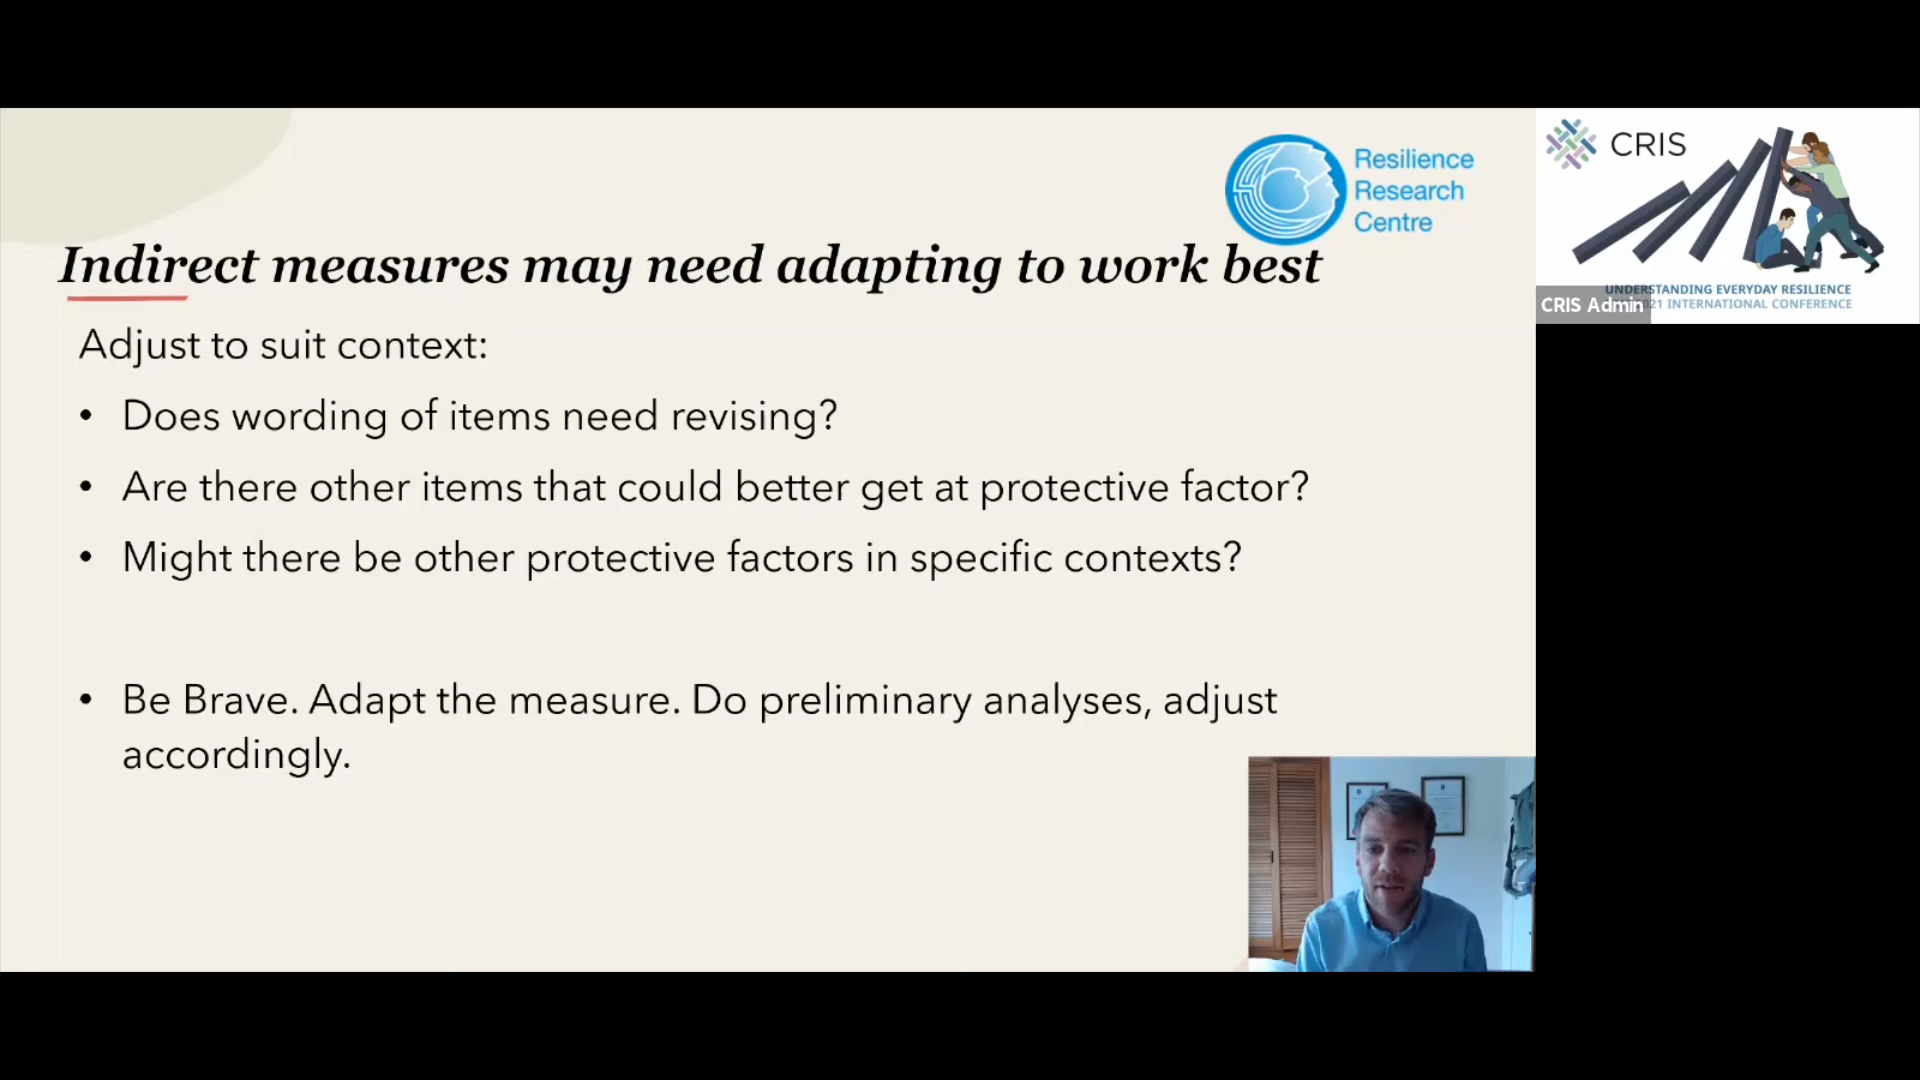 Resilience
Research
Centre
Indirect measures may need adapting to work best
Adjust to suit context:
• Does wording of items need revising?
• Are there other items that could better get at protective factor?
• Might there be other protective factors in specific contexts?
• Be Brave. Adapt the measure. Do preliminary analyses, adjust
accordingly.
CRIS
UNDERSTANDING EVERYDAY RESILIENCE
021 INTERNATIONAL CONFERENCE
CRIS Admin